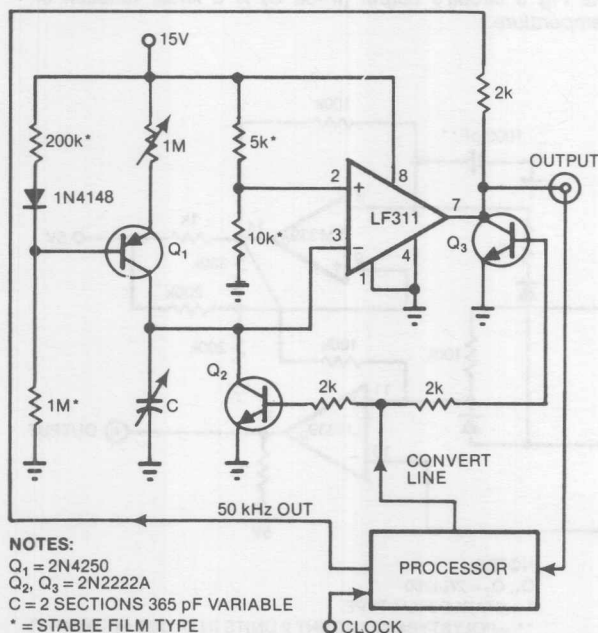 15V
200k*
1M
5k*
2k
OUTPUT
1N4148
2
+
8
LF311
7
Q1
10k*
3
−
4
1
Q3
Q2
2k
2k
1M*
C
CONVERT
LINE
50 kHz OUT
PROCESSOR
CLOCK
NOTES:
Q1 = 2N4250
Q2, Q3 = 2N2222A
C = 2 SECTIONS 365 pF VARIABLE
* = STABLE FILM TYPE